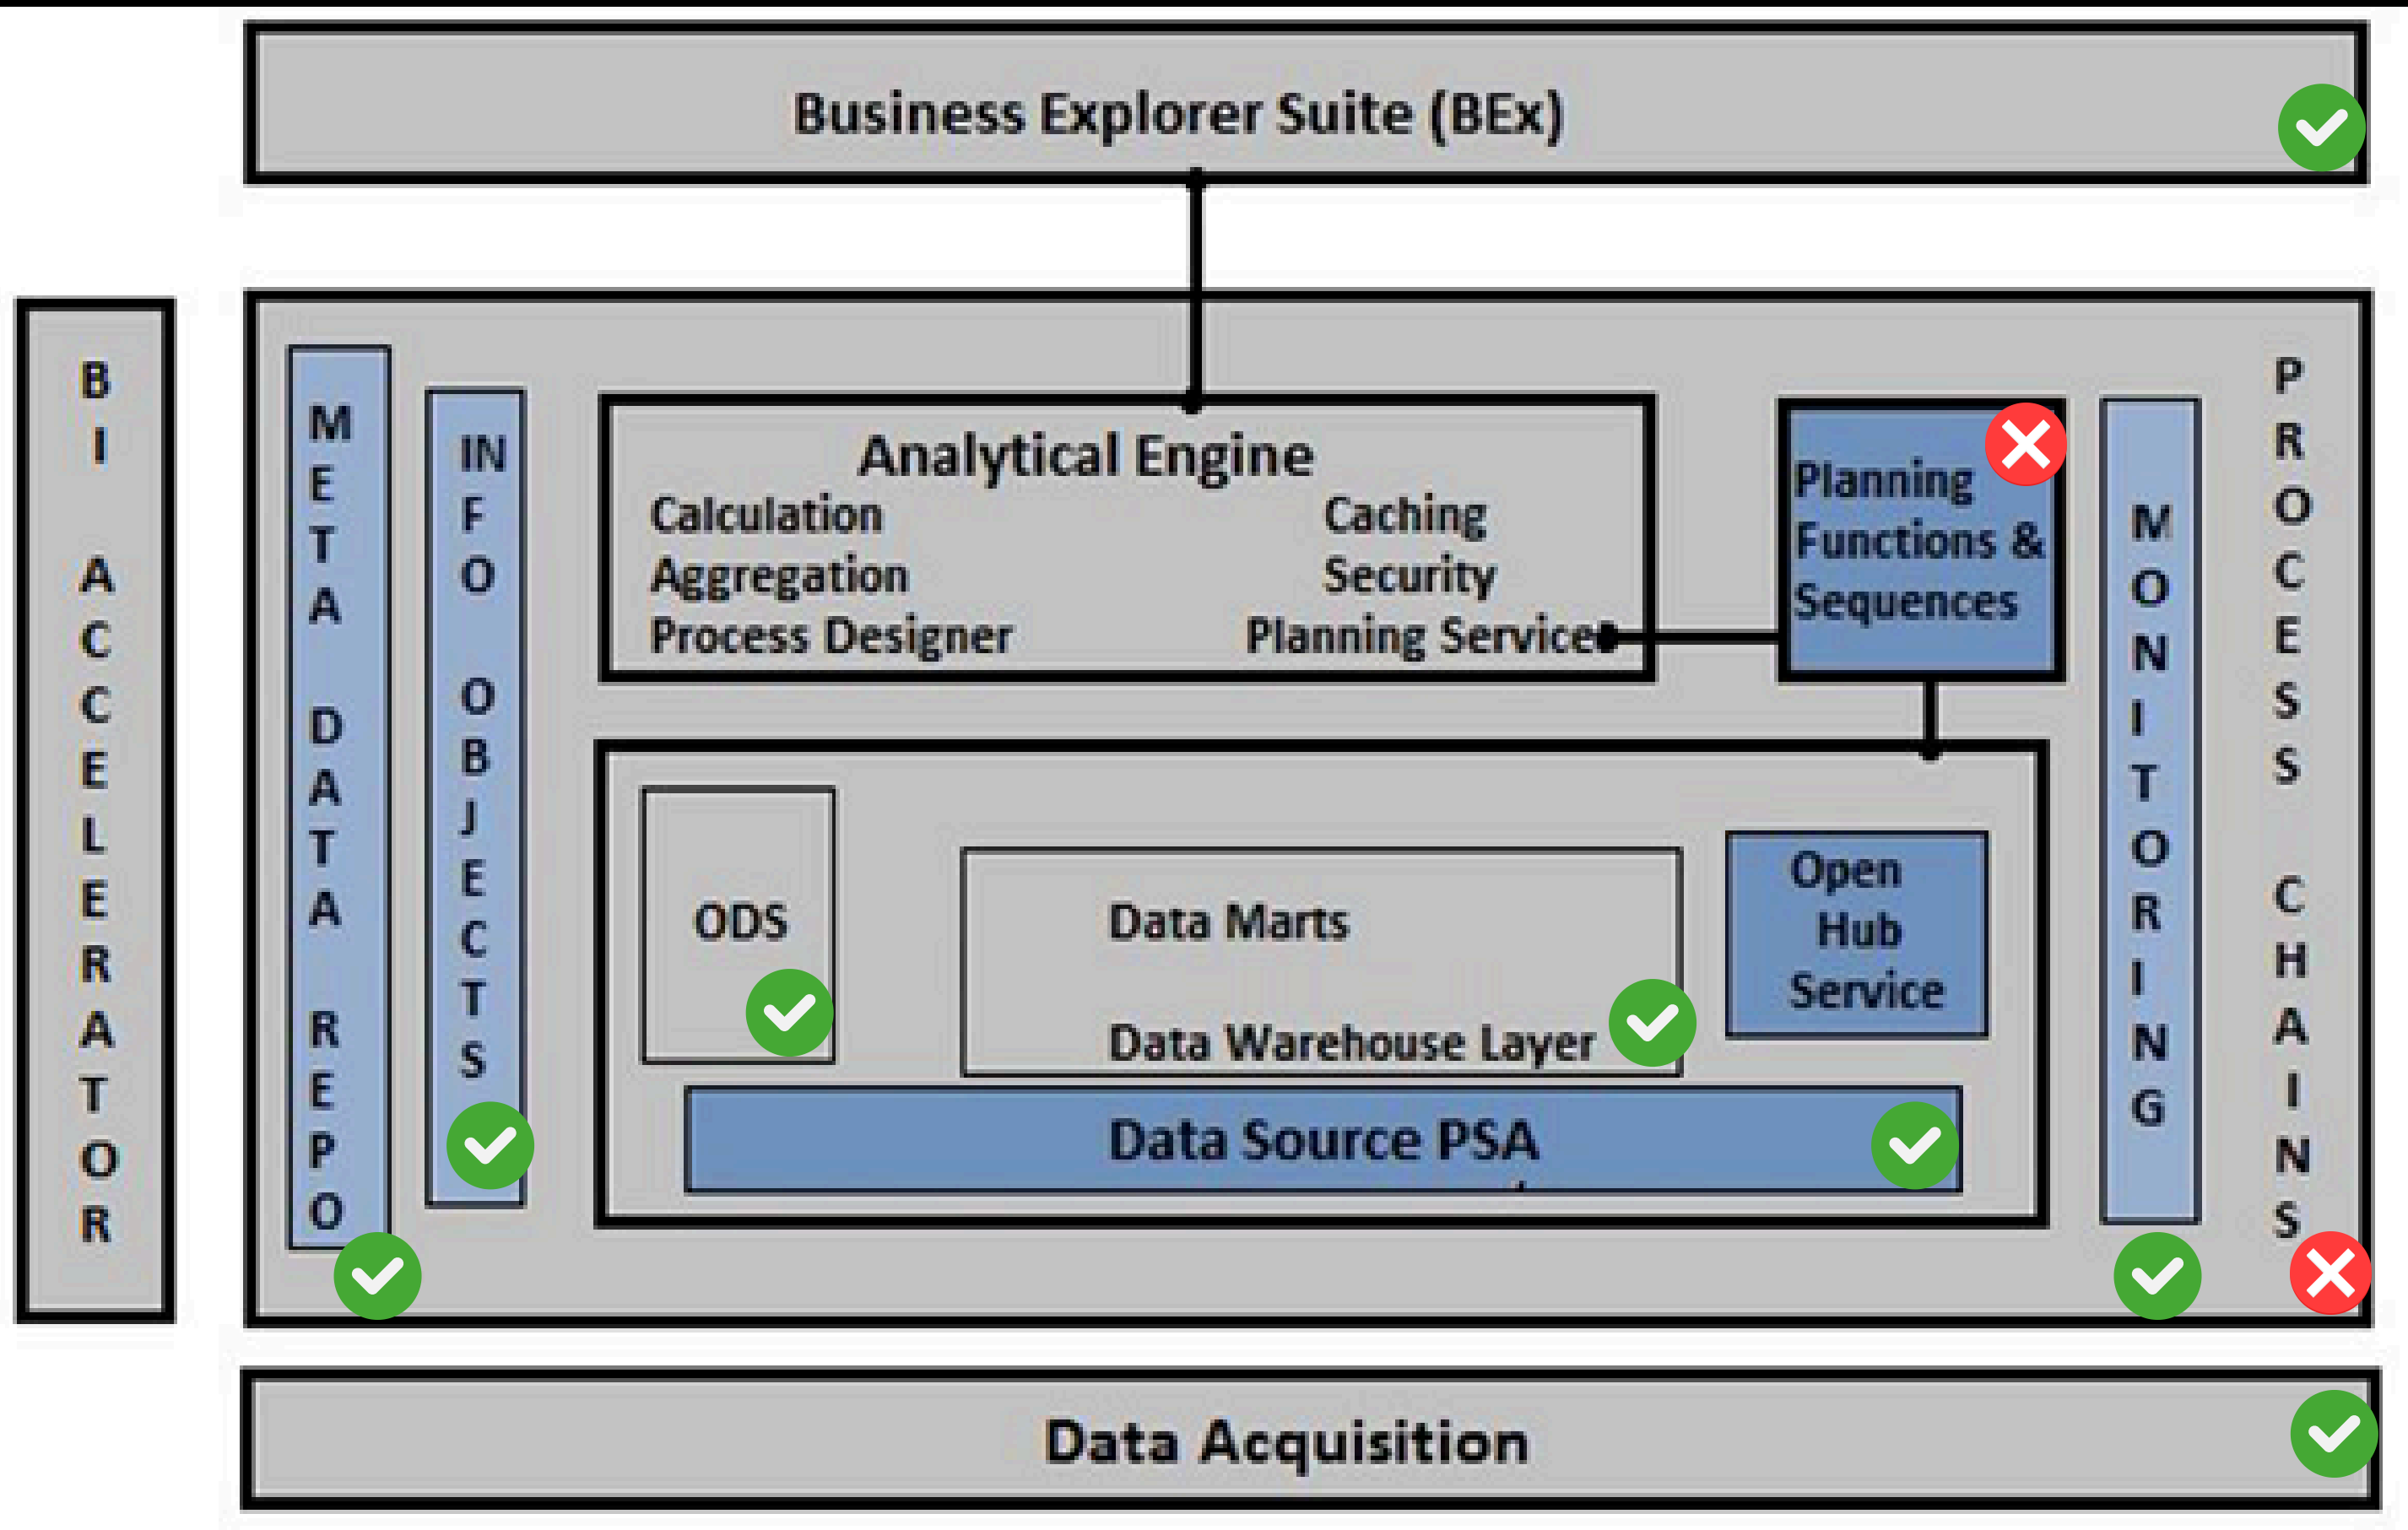 Business Explorer Suite (BEx)
BI ACCELERATOR
META DATA REPO
INFO OBJECTS
Analytical Engine
Calculation
Caching
Aggregation
Security
Process Designer
Planning Services
Planning
Functions &
Sequences
MONITORING
PROCESS CHAINS
ODS
Data Marts
Data Warehouse Layer
Open
Hub
Service
Data Source PSA
Data Acquisition